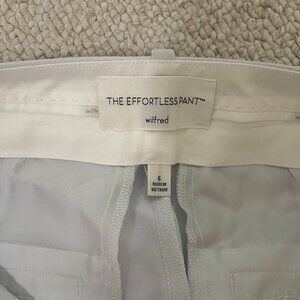 THE EFFORTLESS PANT™
wilfred
6
MADE IN
VIETNAM